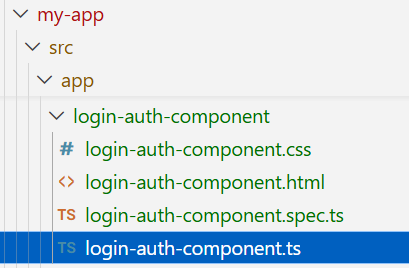 my-app
src
app
login-auth-component
# login-auth-component.css
<> login-auth-component.html
TS login-auth-component.spec.ts
TS login-auth-component.ts